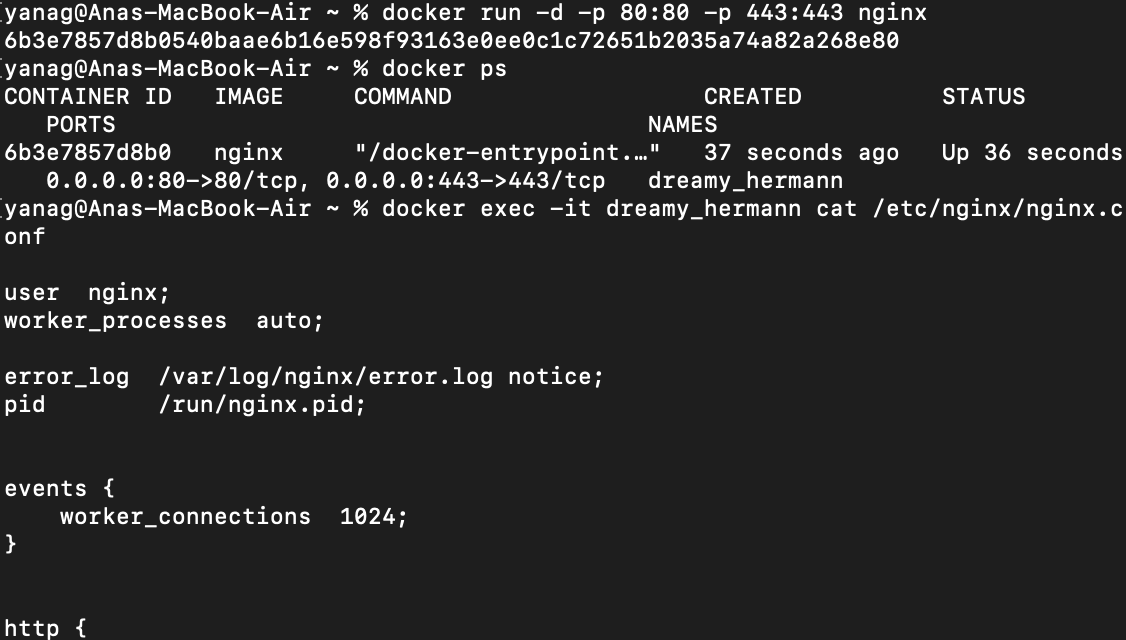 yanag@Anas-MacBook-Air ~ % docker run -d -p 80:80 -p 443:443 nginx
6b3e7857d8b0540baae6b16e598f93163e0ee0c1c72651b2035a74a82a268e80
yanag@Anas-MacBook-Air ~ % docker ps
CONTAINER ID   IMAGE     COMMAND                  CREATED          STATUS
   PORTS                                      NAMES
6b3e7857d8b0   nginx     "/docker-entrypoint.…"   37 seconds ago   Up 36 seconds
   0.0.0.0:80->80/tcp, 0.0.0.0:443->443/tcp   dreamy_hermann
yanag@Anas-MacBook-Air ~ % docker exec -it dreamy_hermann cat /etc/nginx/nginx.c
onf

user  nginx;
worker_processes  auto;

error_log  /var/log/nginx/error.log notice;
pid        /run/nginx.pid;


events {
    worker_connections  1024;
}


http {